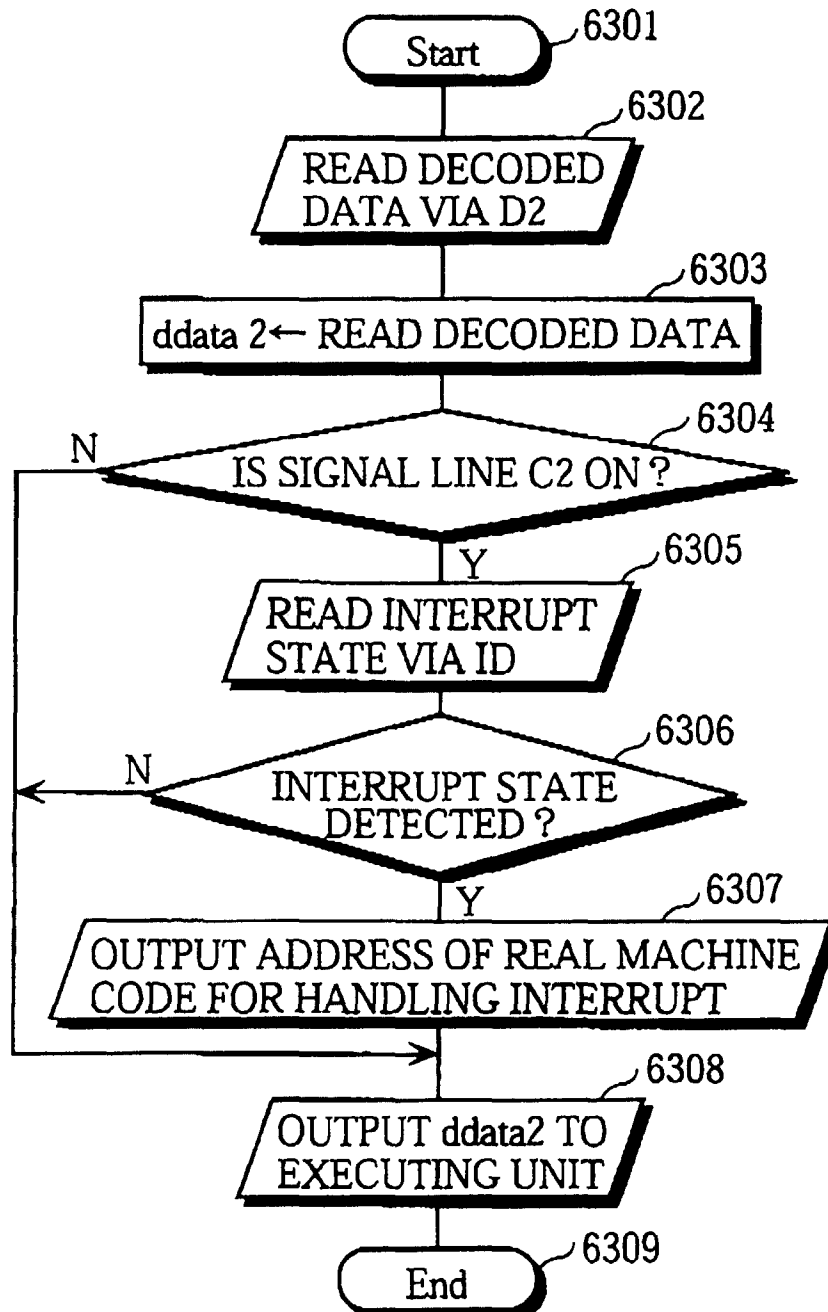 6301
Start
6302
READ DECODED
DATA VIA D2
6303
ddata 2← READ DECODED DATA
6304
N
IS SIGNAL LINE C2 ON ?
Y
6305
READ INTERRUPT
STATE VIA ID
6306
N
INTERRUPT STATE
DETECTED ?
Y
6307
OUTPUT ADDRESS OF REAL MACHINE
CODE FOR HANDLING INTERRUPT
6308
OUTPUT ddata2 TO
EXECUTING UNIT
6309
End